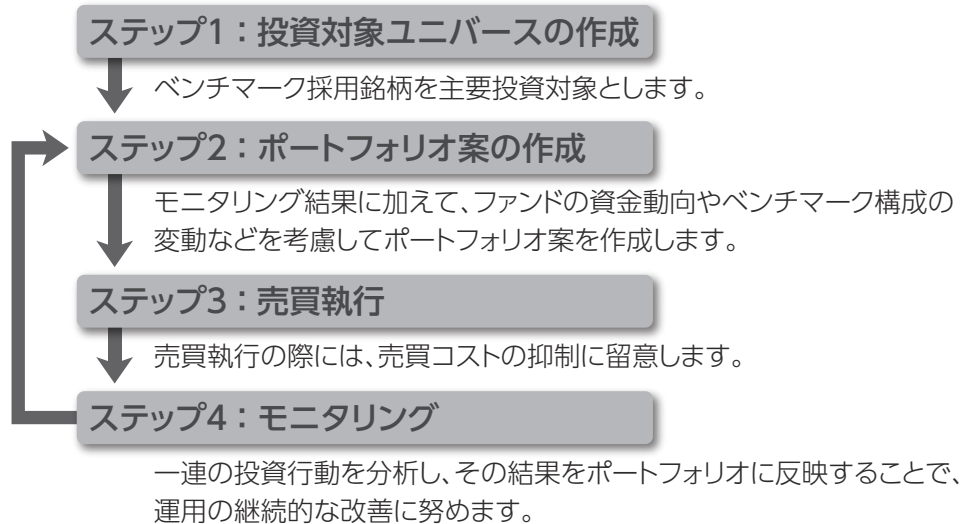 ステップ1：投資対象ユニバースの作成
ベンチマーク採用銘柄を主要投資対象とします。
ステップ2：ポートフォリオ案の作成
モニタリング結果に加えて、ファンドの資金動向やベンチマーク構成の
変動などを考慮してポートフォリオ案を作成します。
ステップ3：売買執行
売買執行の際には、売買コストの抑制に留意します。
ステップ4：モニタリング
一連の投資行動を分析し、その結果をポートフォリオに反映することで、
運用の継続的な改善に努めます。